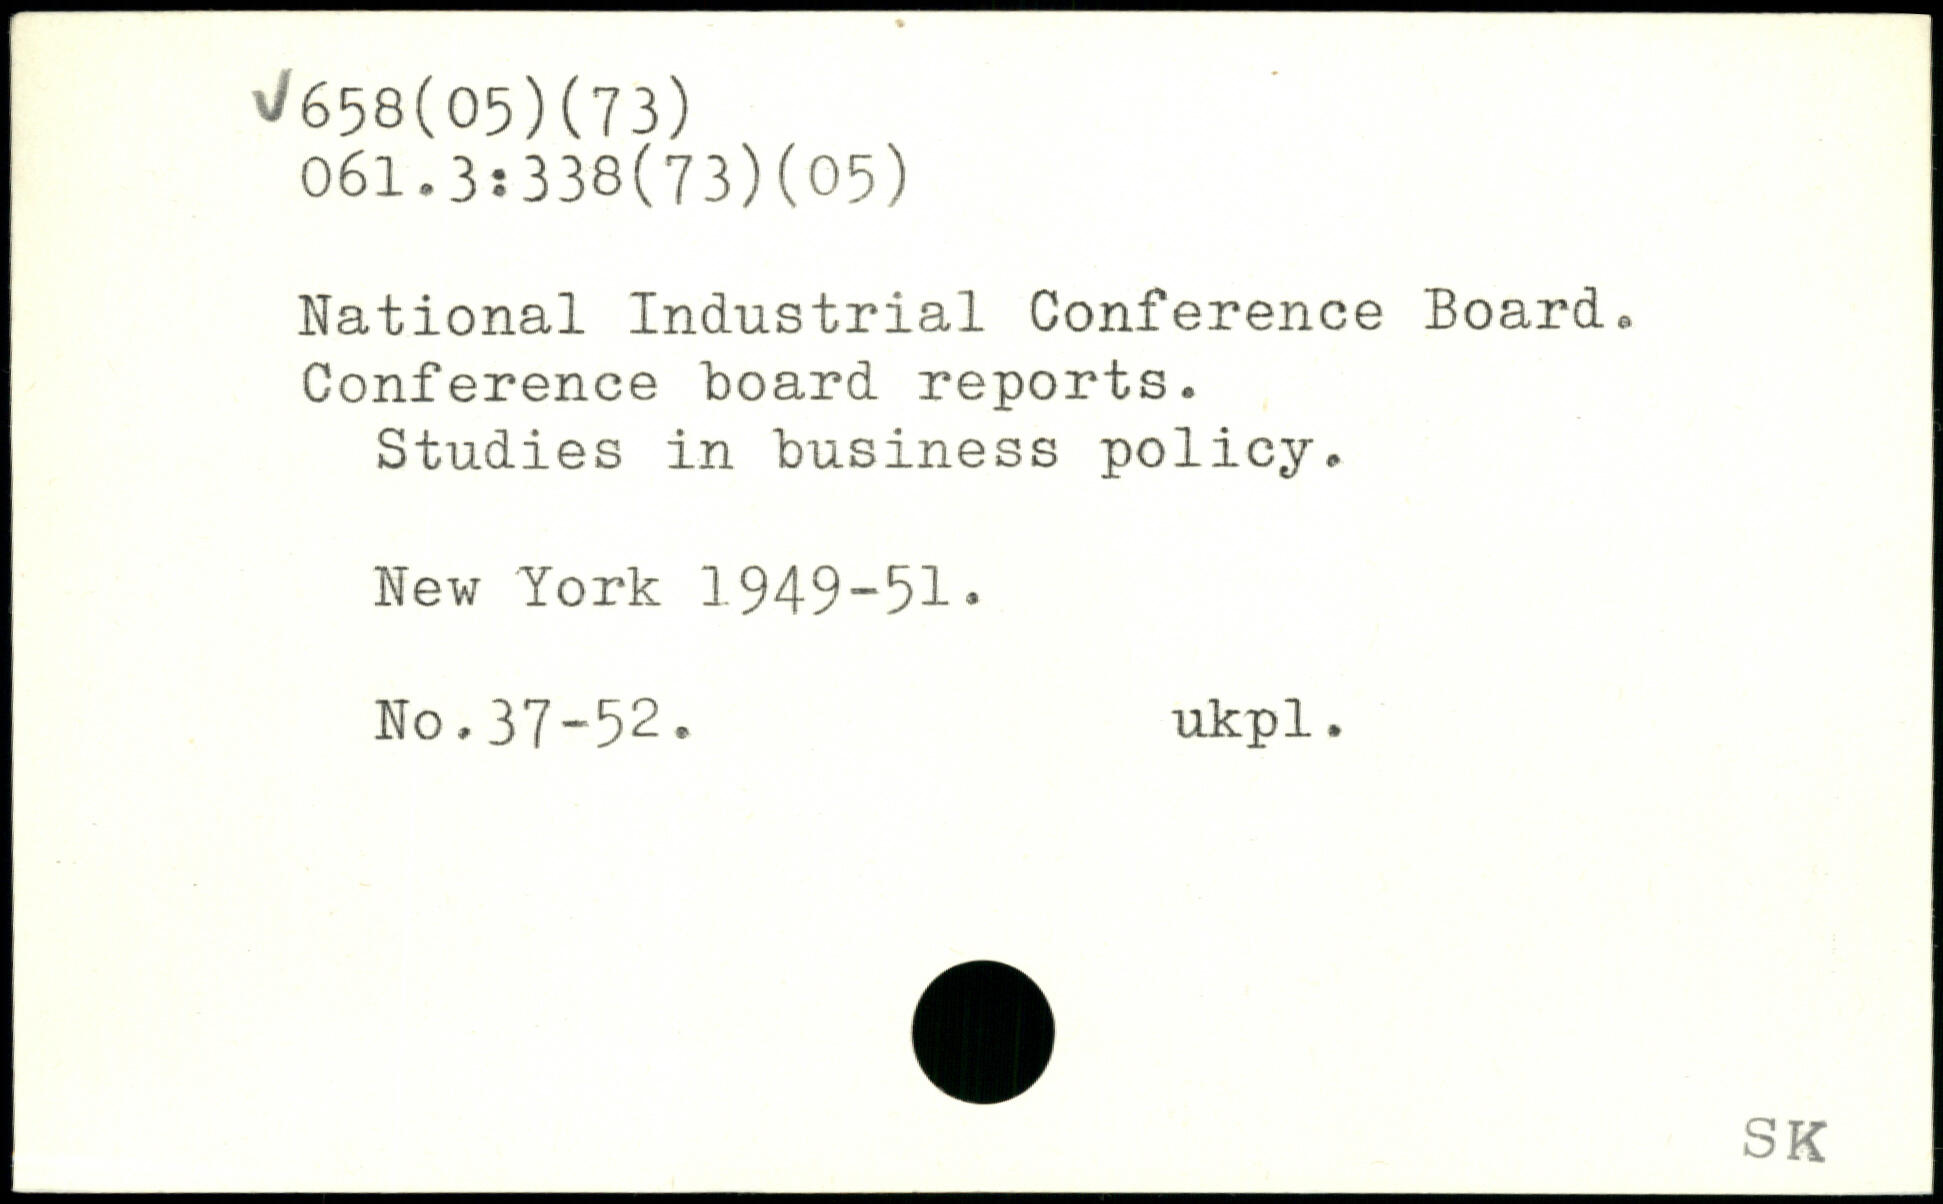 ✓658(05)(73)
061.3:338(73)(05)
National Industrial Conference Board.
Conference board reports.
Studies in business policy.
New York 1949-51.
No.37-52. ukpl.
SK